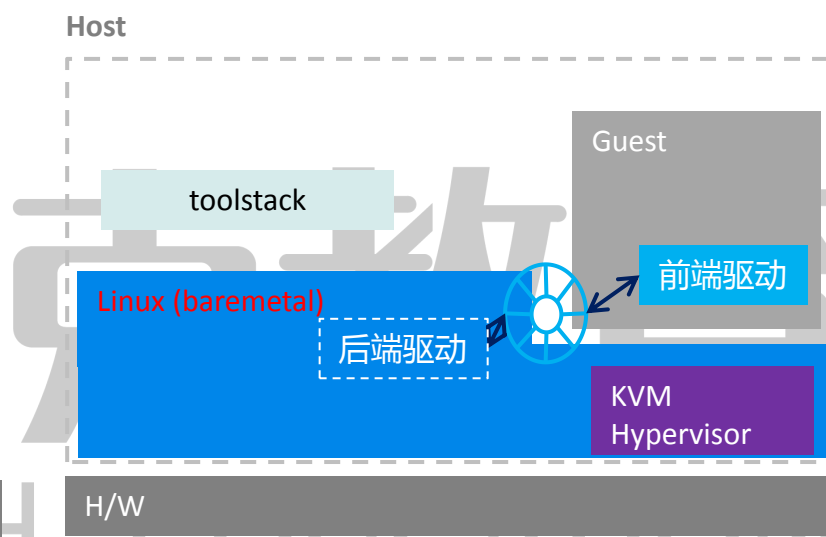 Host
Guest
toolstack
前端驱动
Linux (baremetal)
后端驱动
KVM
Hypervisor
H/W